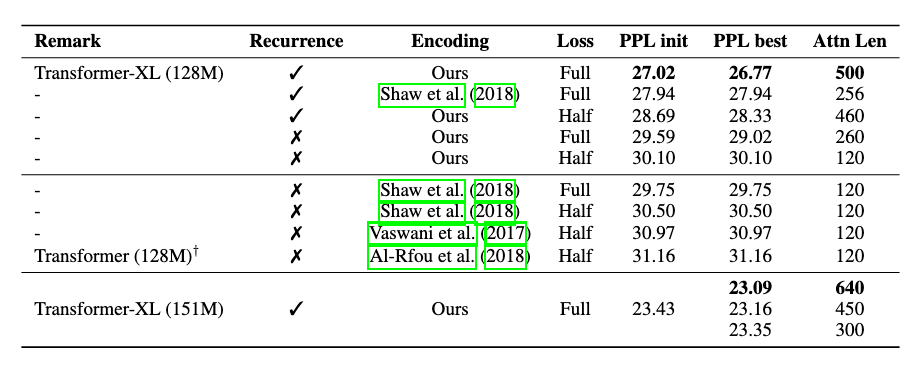 Remark Recurrence Encoding Loss PPL init PPL best Attn Len
Transformer-XL (128M) ✓ Ours Full 27.02 26.77 500
- ✓ Shaw et al. (2018) Full 27.94 27.94 256
- ✓ Ours Half 28.69 28.33 460
- ✗ Ours Full 29.59 29.02 260
- ✗ Ours Half 30.10 30.10 120
- ✗ Shaw et al. (2018) Full 29.75 29.75 120
- ✗ Shaw et al. (2018) Half 30.50 30.50 120
- ✗ Vaswani et al. (2017) Half 30.97 30.97 120
Transformer (128M)† ✗ Al-Rfou et al. (2018) Half 31.16 31.16 120
23.09 640
Transformer-XL (151M) ✓ Ours Full 23.43 23.16 450
23.35 300